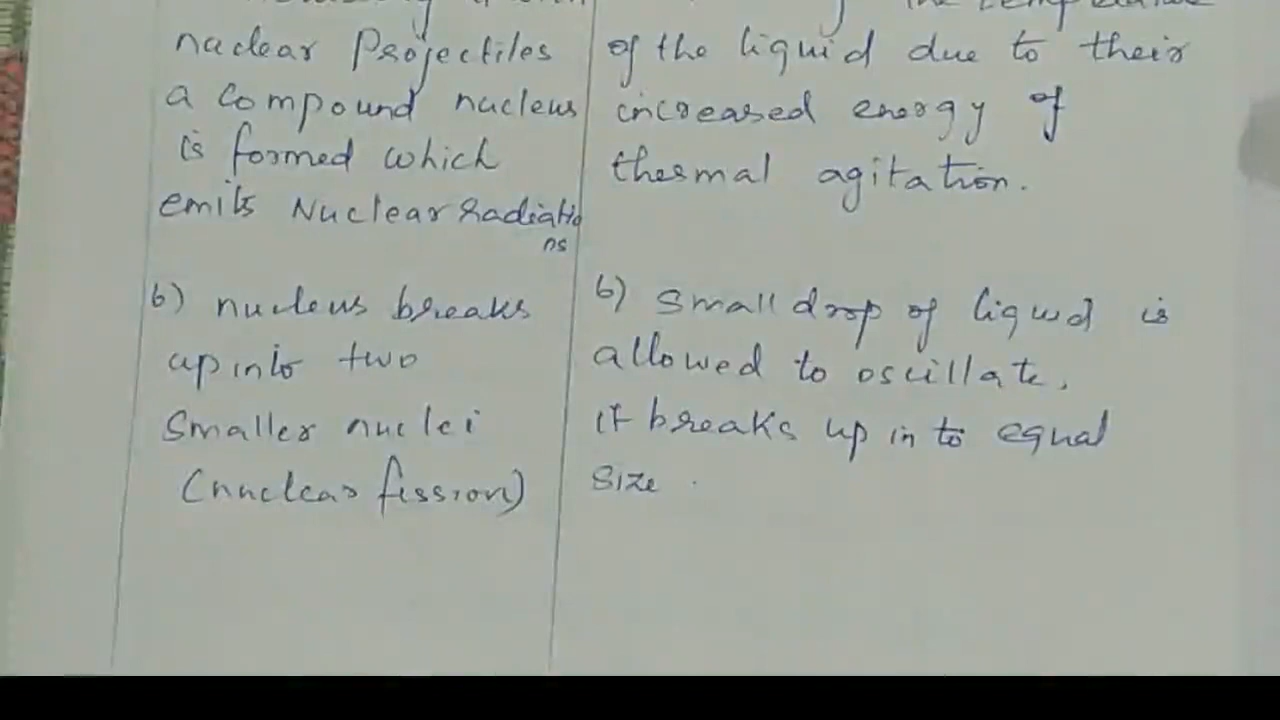 nuclear Projectiles
a compound nucleus
is formed which
emits Nuclear radiatio
ns
6) nucleus breaks
up into two
Smaller nuclei
(nuclear fission)
of the liquid due to their
increased energy of
thermal agitation.
6) Small drop of liquid is
allowed to oscillate,
it breaks up in to equal
Size.